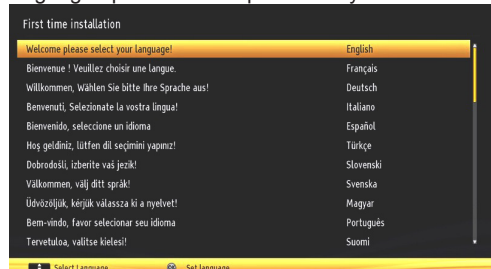 First time installation
Welcome please select your language! English
Bienvenue ! Veuillez choisir une langue. Français
Willkommen, Wählen Sie bitte Ihre Sprache aus! Deutsch
Benvenuti, Selezionate la vostra lingua! Italiano
Bienvenido, seleccione un idioma Español
Hoş geldiniz, lütfen dil seçimini yapınız! Türkçe
Dobrodošli, izberite vaš jezik! Slovenski
Välkommen, välj ditt språk! Svenska
Üdvözöljük, kérjük válassza ki a nyelvet! Magyar
Bem-vindo, favor selecionar seu idioma Português
Tervetuloa, valitse kielesi! Suomi
Select Language Set language